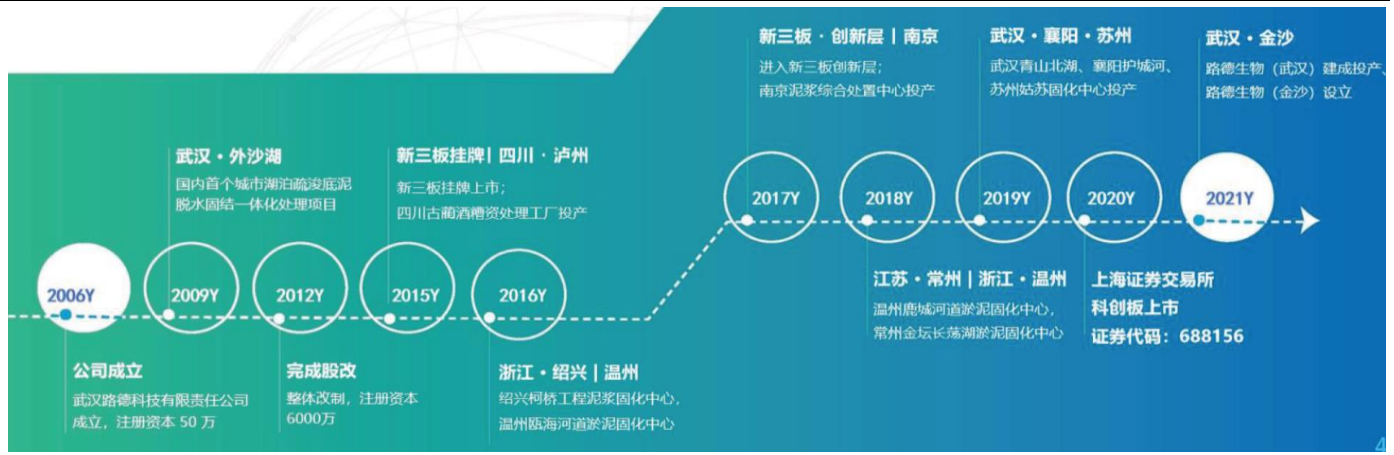 2006Y
公司成立
武汉路德科技有限责任公司
成立，注册资本 50 万
武汉·外沙湖
国内首个城市湖泊疏浚底泥
脱水固结一体化处理项目
2009Y
2012Y
完成股改
整体改制，注册资本
6000万
新三板挂牌| 四川·泸州
新三板挂牌上市；
四川古蔺酒糟资处理工厂投产
2015Y
2016Y
浙江·绍兴 | 温州
绍兴柯桥工程泥浆固化中心，
温州瓯海河道淤泥固化中心
新三板·创新层 | 南京
进入新三板创新层；
南京泥浆综合处置中心投产
2017Y
2018Y
江苏·常州 | 浙江·温州
温州鹿城河道淤泥固化中心，
常州金坛长荡湖淤泥固化中心
武汉·襄阳·苏州
武汉青山北湖、襄阳护城河、
苏州姑苏固化中心投产
2019Y
2020Y
上海证券交易所
科创板上市
证券代码：688156
武汉·金沙
路德生物（武汉）建成投产、
路德生物（金沙）设立
2021Y
4